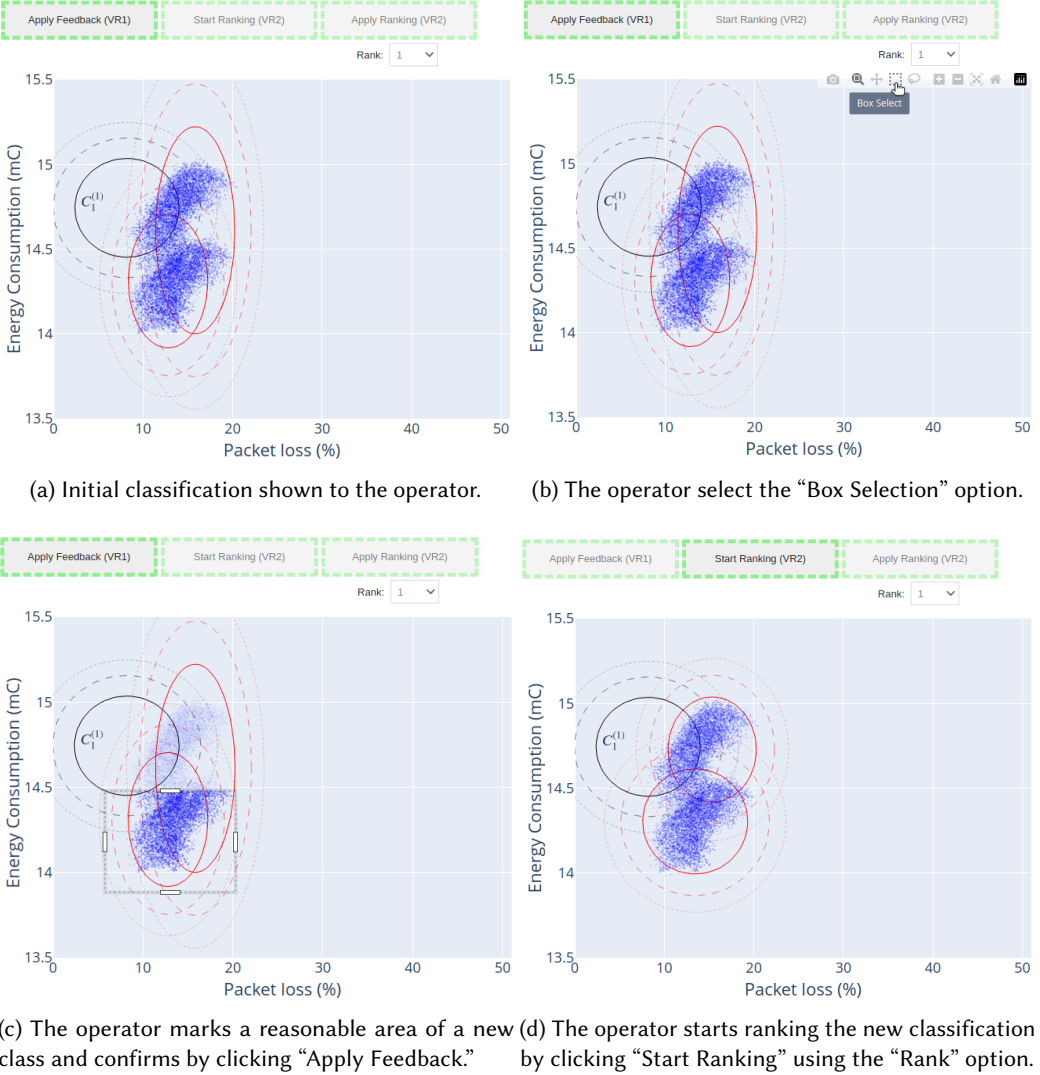 Apply Feedback (VR1) Start Ranking (VR2) Apply Ranking (VR2)
Rank: 1
15.5
15
14.5
14
13.5
0 10 20 30 40 50
Energy Consumption (mC)
Packet loss (%)
C₁⁽¹⁾
(a) Initial classification shown to the operator.
Apply Feedback (VR1) Start Ranking (VR2) Apply Ranking (VR2)
Rank: 1
Box Select
15.5
15
14.5
14
13.5
0 10 20 30 40 50
Energy Consumption (mC)
Packet loss (%)
C₁⁽¹⁾
(b) The operator select the “Box Selection” option.
Apply Feedback (VR1) Start Ranking (VR2) Apply Ranking (VR2)
Rank: 1
15.5
15
14.5
14
13.5
0 10 20 30 40 50
Energy Consumption (mC)
Packet loss (%)
C₁⁽¹⁾
(c) The operator marks a reasonable area of a new
class and confirms by clicking “Apply Feedback.”
Apply Feedback (VR1) Start Ranking (VR2) Apply Ranking (VR2)
Rank: 1
15.5
15
14.5
14
13.5
0 10 20 30 40 50
Energy Consumption (mC)
Packet loss (%)
C₁⁽¹⁾
(d) The operator starts ranking the new classification
by clicking “Start Ranking” using the “Rank” option.